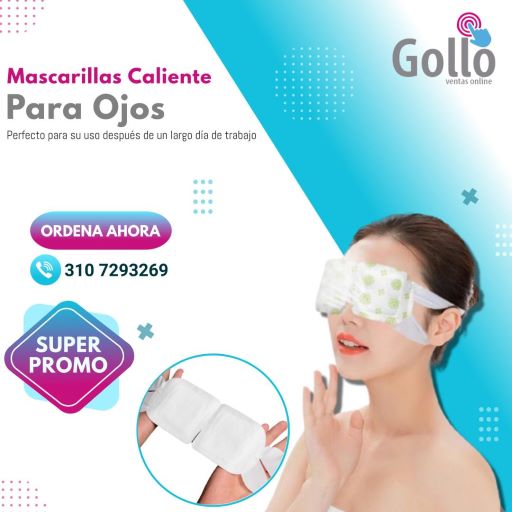 Gollo
ventas online
Mascarillas Caliente
Para Ojos
Perfecto para su uso después de un largo día de trabajo
ORDENA AHORA
310 7293269
SUPER
PROMO